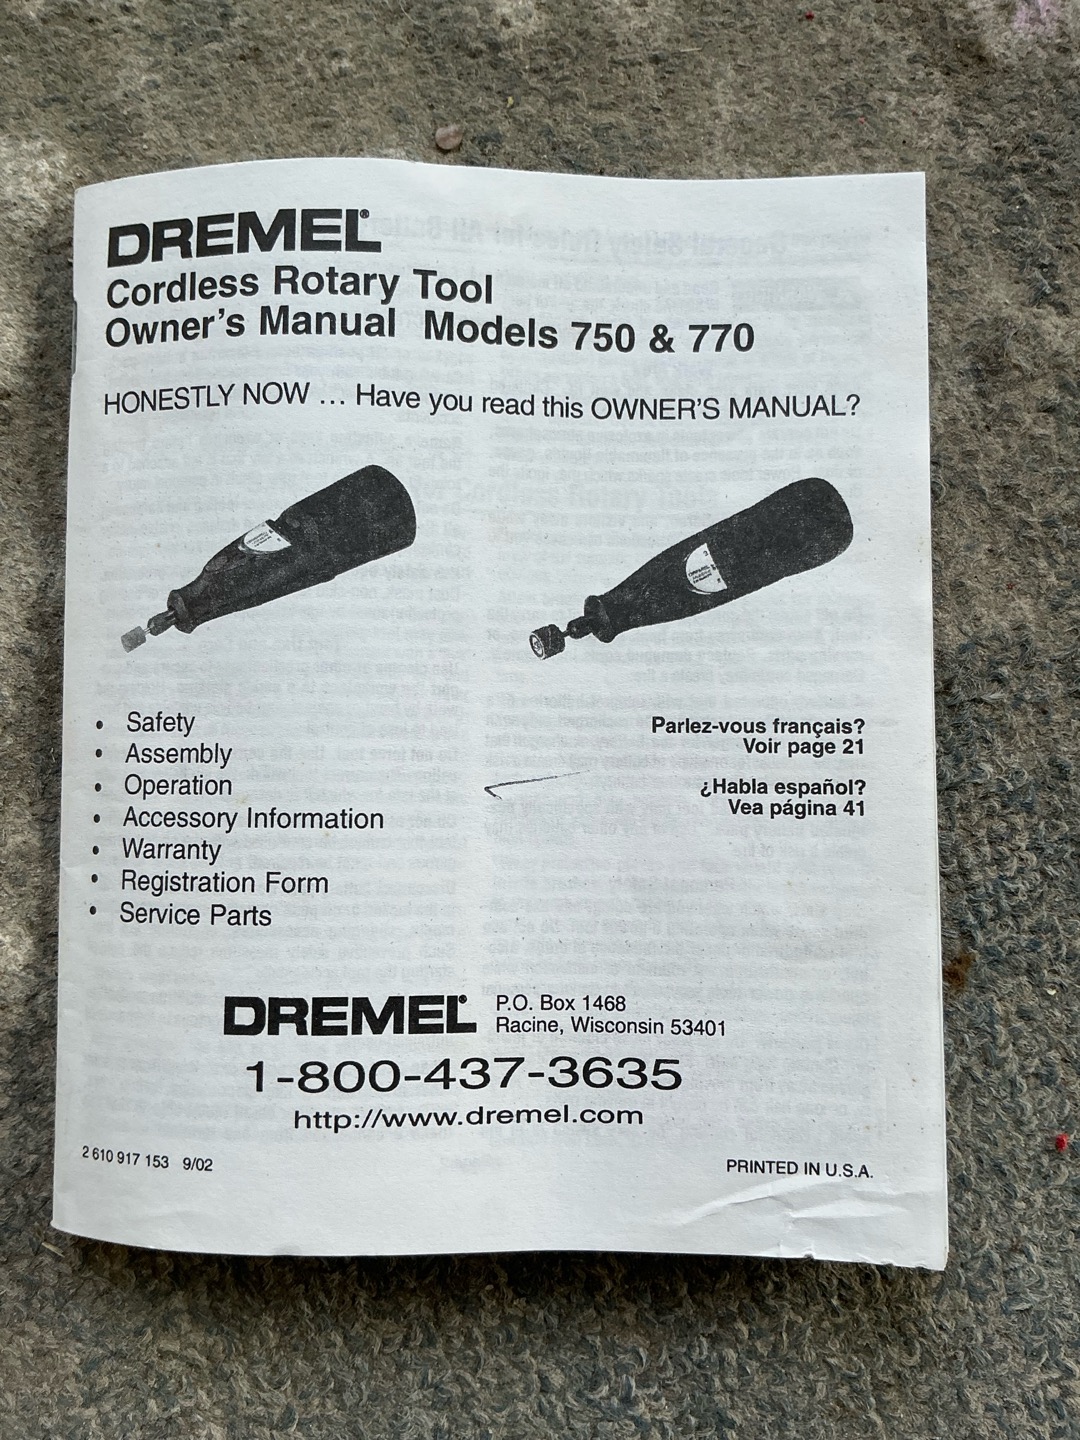 DREMEL®
Cordless Rotary Tool
Owner's Manual Models 750 & 770
HONESTLY NOW ... Have you read this OWNER'S MANUAL?
• Safety
• Assembly
• Operation
• Accessory Information
• Warranty
• Registration Form
• Service Parts
Parlez-vous français?
Voir page 21
¿Habla español?
Vea página 41
DREMEL®
P.O. Box 1468
Racine, Wisconsin 53401
1-800-437-3635
http://www.dremel.com
2 610 917 153 9/02
PRINTED IN U.S.A.